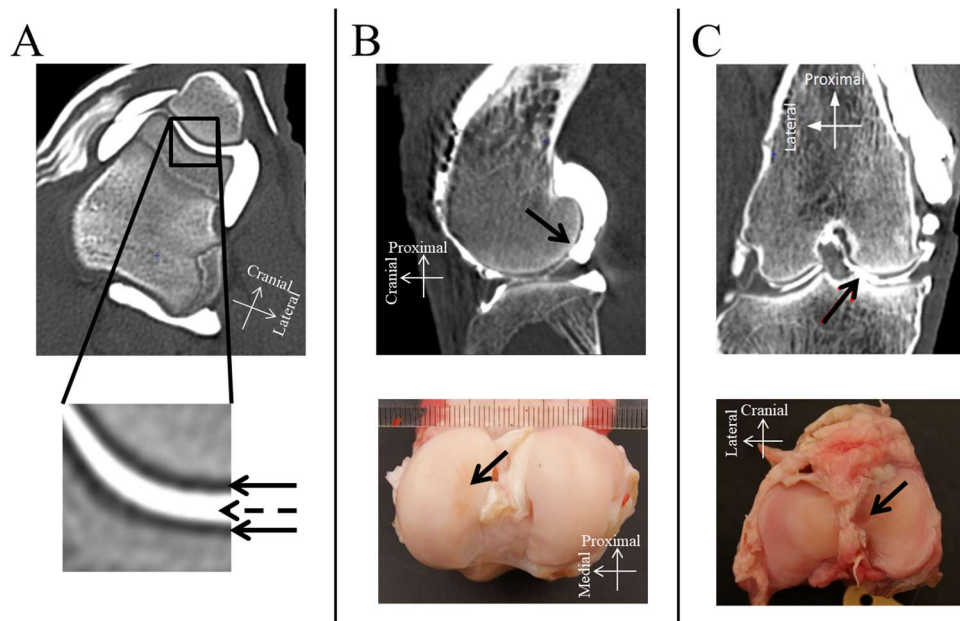 A
B
C
Cranial
Lateral
Proximal
Cranial
Proximal
Lateral
Proximal
Medial
Cranial
Lateral